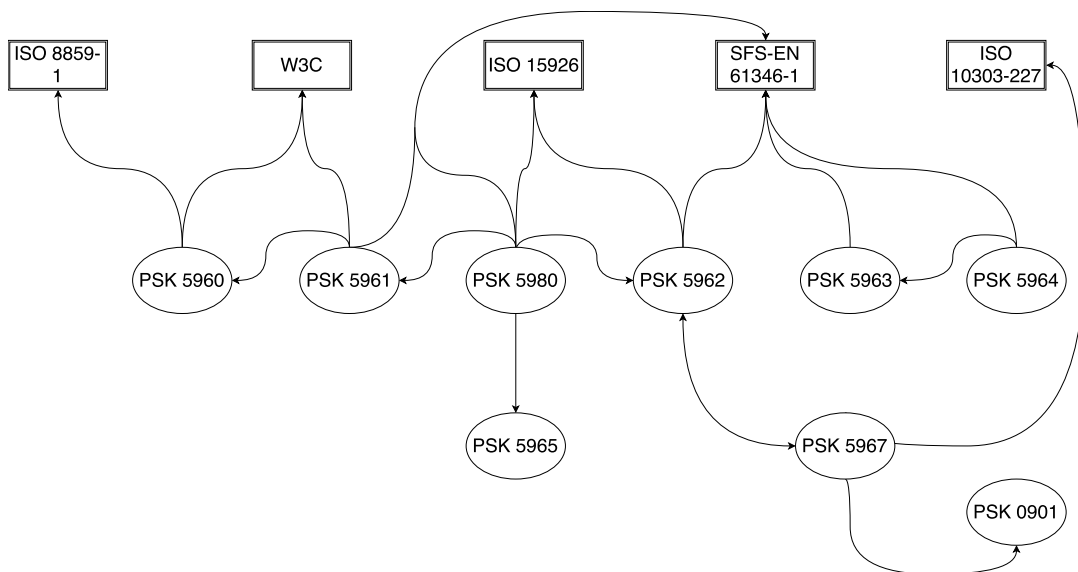 ISO 8859-
1
W3C
ISO 15926
SFS-EN
61346-1
ISO
10303-227
PSK 5960
PSK 5961
PSK 5980
PSK 5962
PSK 5963
PSK 5964
PSK 5965
PSK 5967
PSK 0901